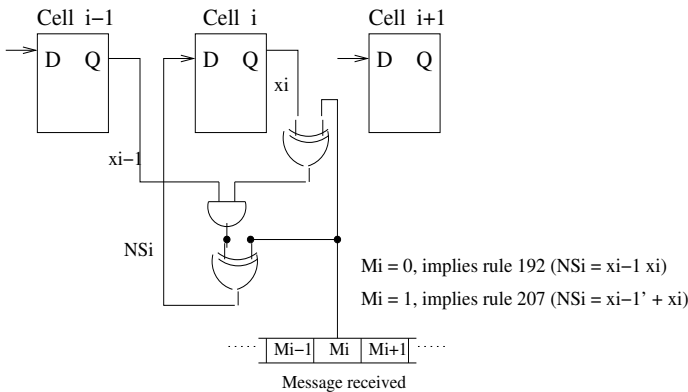 Cell i−1
Cell i
Cell i+1
D Q
D Q
D Q
xi
xi−1
NSi
Mi = 0, implies rule 192 (NSi = xi−1 xi)
Mi = 1, implies rule 207 (NSi = xi−1’ + xi)
..... Mi−1 Mi Mi+1 .....
Message received